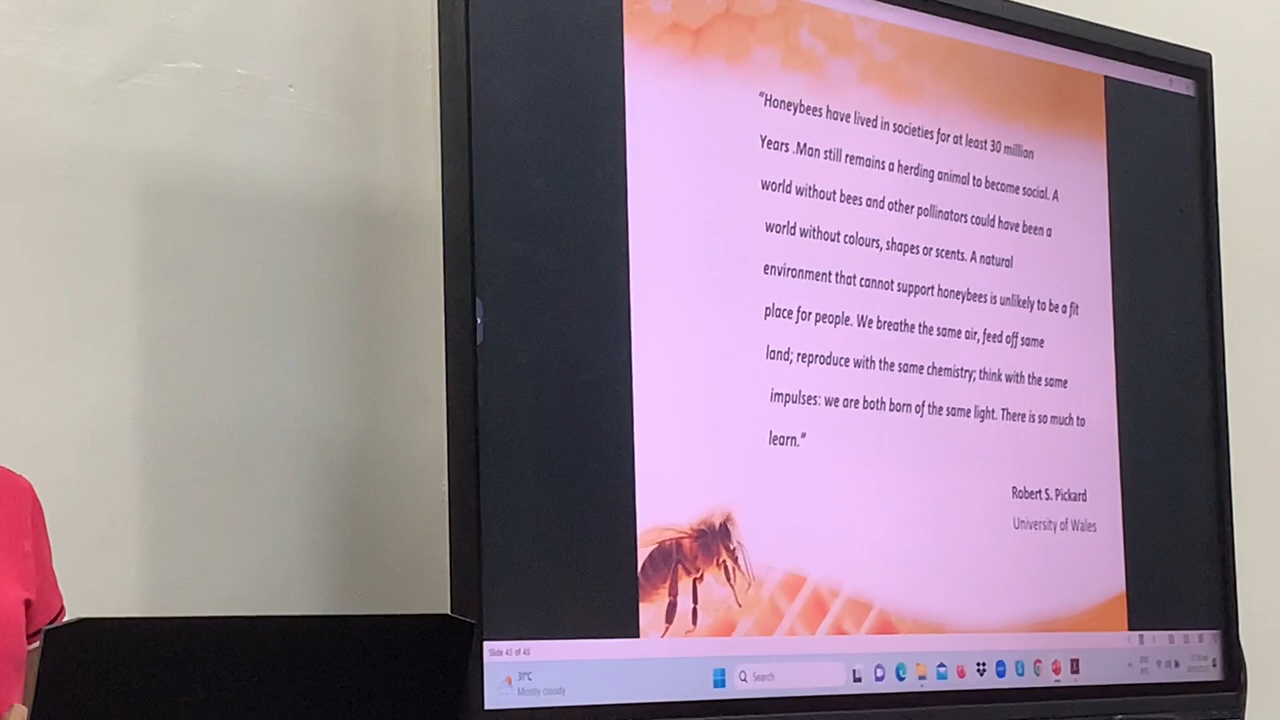 “Honeybees have lived in societies for at least 30 million
Years .Man still remains a herding animal to become social. A
world without bees and other pollinators could have been a
world without colours, shapes or scents. A natural
environment that cannot support honeybees is unlikely to be a fit
place for people. We breathe the same air, feed off same
land; reproduce with the same chemistry; think with the same
impulses: we are both born of the same light. There is so much to
learn.”
Robert S. Pickard
University of Wales
31°C
Mostly cloudy
Search